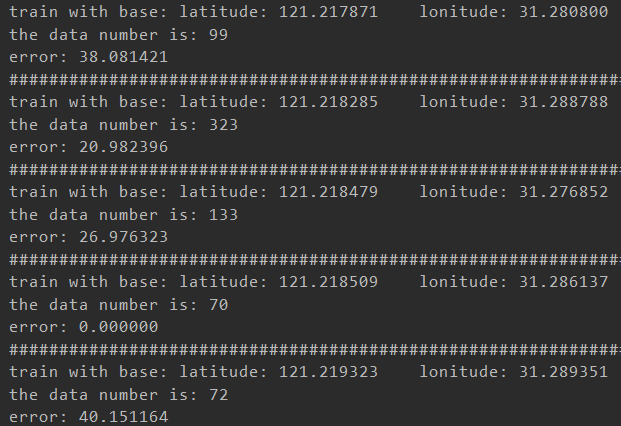 train with base: latitude: 121.217871    lonitude: 31.280800
the data number is: 99
error: 38.081421
##############################################################
train with base: latitude: 121.218285    lonitude: 31.288788
the data number is: 323
error: 20.982396
##############################################################
train with base: latitude: 121.218479    lonitude: 31.276852
the data number is: 133
error: 26.976323
##############################################################
train with base: latitude: 121.218509    lonitude: 31.286137
the data number is: 70
error: 0.000000
##############################################################
train with base: latitude: 121.219323    lonitude: 31.289351
the data number is: 72
error: 40.151164